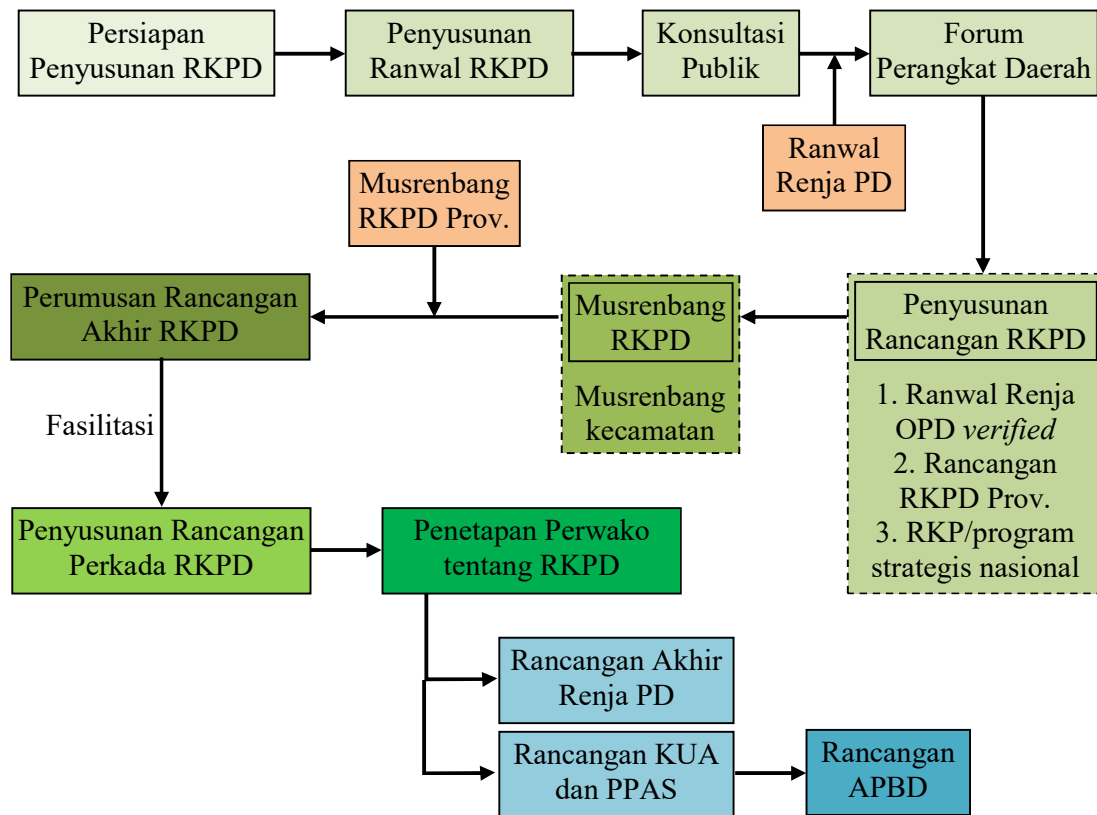 Persiapan
Penyusunan RKPD
Penyusunan
Ranwal RKPD
Konsultasi
Publik
Forum
Perangkat Daerah
Ranwal
Renja PD
Musrenbang
RKPD Prov.
Perumusan Rancangan
Akhir RKPD
Musrenbang
RKPD
Musrenbang
kecamatan
Penyusunan
Rancangan RKPD
1. Ranwal Renja
OPD verified
2. Rancangan
RKPD Prov.
3. RKP/program
strategis nasional
Fasilitasi
Penyusunan Rancangan
Perkada RKPD
Penetapan Perwako
tentang RKPD
Rancangan Akhir
Renja PD
Rancangan KUA
dan PPAS
Rancangan
APBD